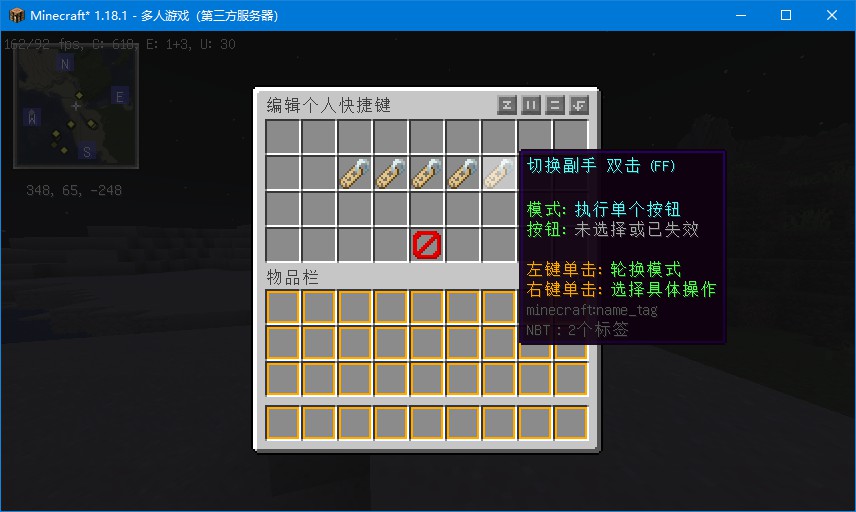 Minecraft* 1.18.1 - 多人游戏（第三方服务器）
162/92 fps, C: 618, E: 1+3, U: 30
N
E
W
S
348, 65, -248
编辑个人快捷键
切换副手 双击 (FF)
模式: 执行单个按钮
按钮: 未选择或已失效
左键单击: 轮换模式
右键单击: 选择具体操作
minecraft:name_tag
NBT：2个标签
物品栏